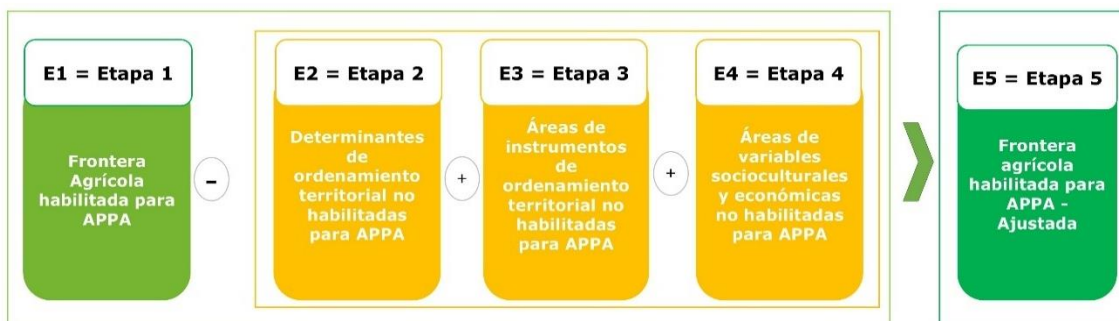 E1 = Etapa 1
Frontera
Agrícola
habilitada para
APPA
-
E2 = Etapa 2
Determinantes
de
ordenamiento
territorial no
habilitadas
para APPA
+
E3 = Etapa 3
Áreas de
instrumentos
de
ordenamiento
territorial no
habilitadas
para APPA
+
E4 = Etapa 4
Áreas de
variables
socioculturales
y económicas
no habilitadas
para APPA
E5 = Etapa 5
Frontera
agrícola
habilitada para
APPA -
Ajustada